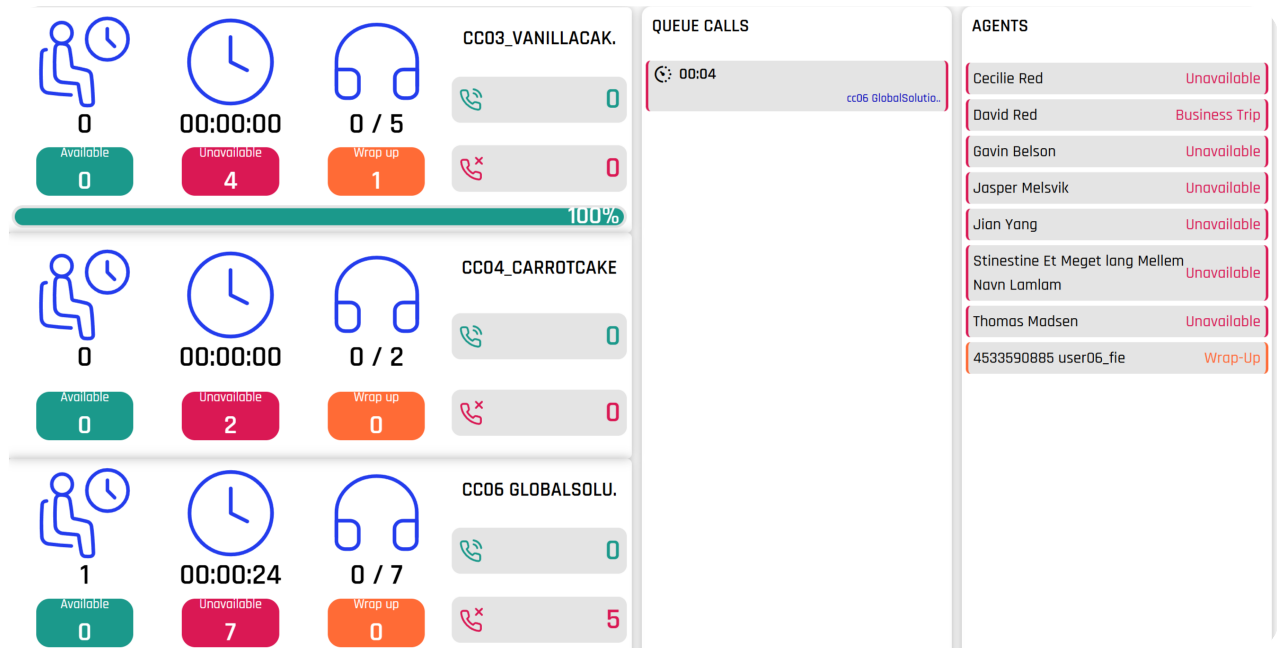 CC03_VANILLACAK.
0
00:00:00
0 / 5
0
Available
0
Unavailable
4
Wrap up
1
0
100%
CC04_CARROTCAKE
0
00:00:00
0 / 2
0
Available
0
Unavailable
2
Wrap up
0
0
CC06 GLOBALSOLU.
1
00:00:24
0 / 7
0
Available
0
Unavailable
7
Wrap up
0
5
QUEUE CALLS
00:04
cc06 GlobalSolutio..
AGENTS
Cecilie Red Unavailable
David Red Business Trip
Gavin Belson Unavailable
Jasper Melsvik Unavailable
Jian Yang Unavailable
Stinestine Et Meget lang Mellem
Navn Lamlam Unavailable
Thomas Madsen Unavailable
4533590885 user06_fie Wrap-Up